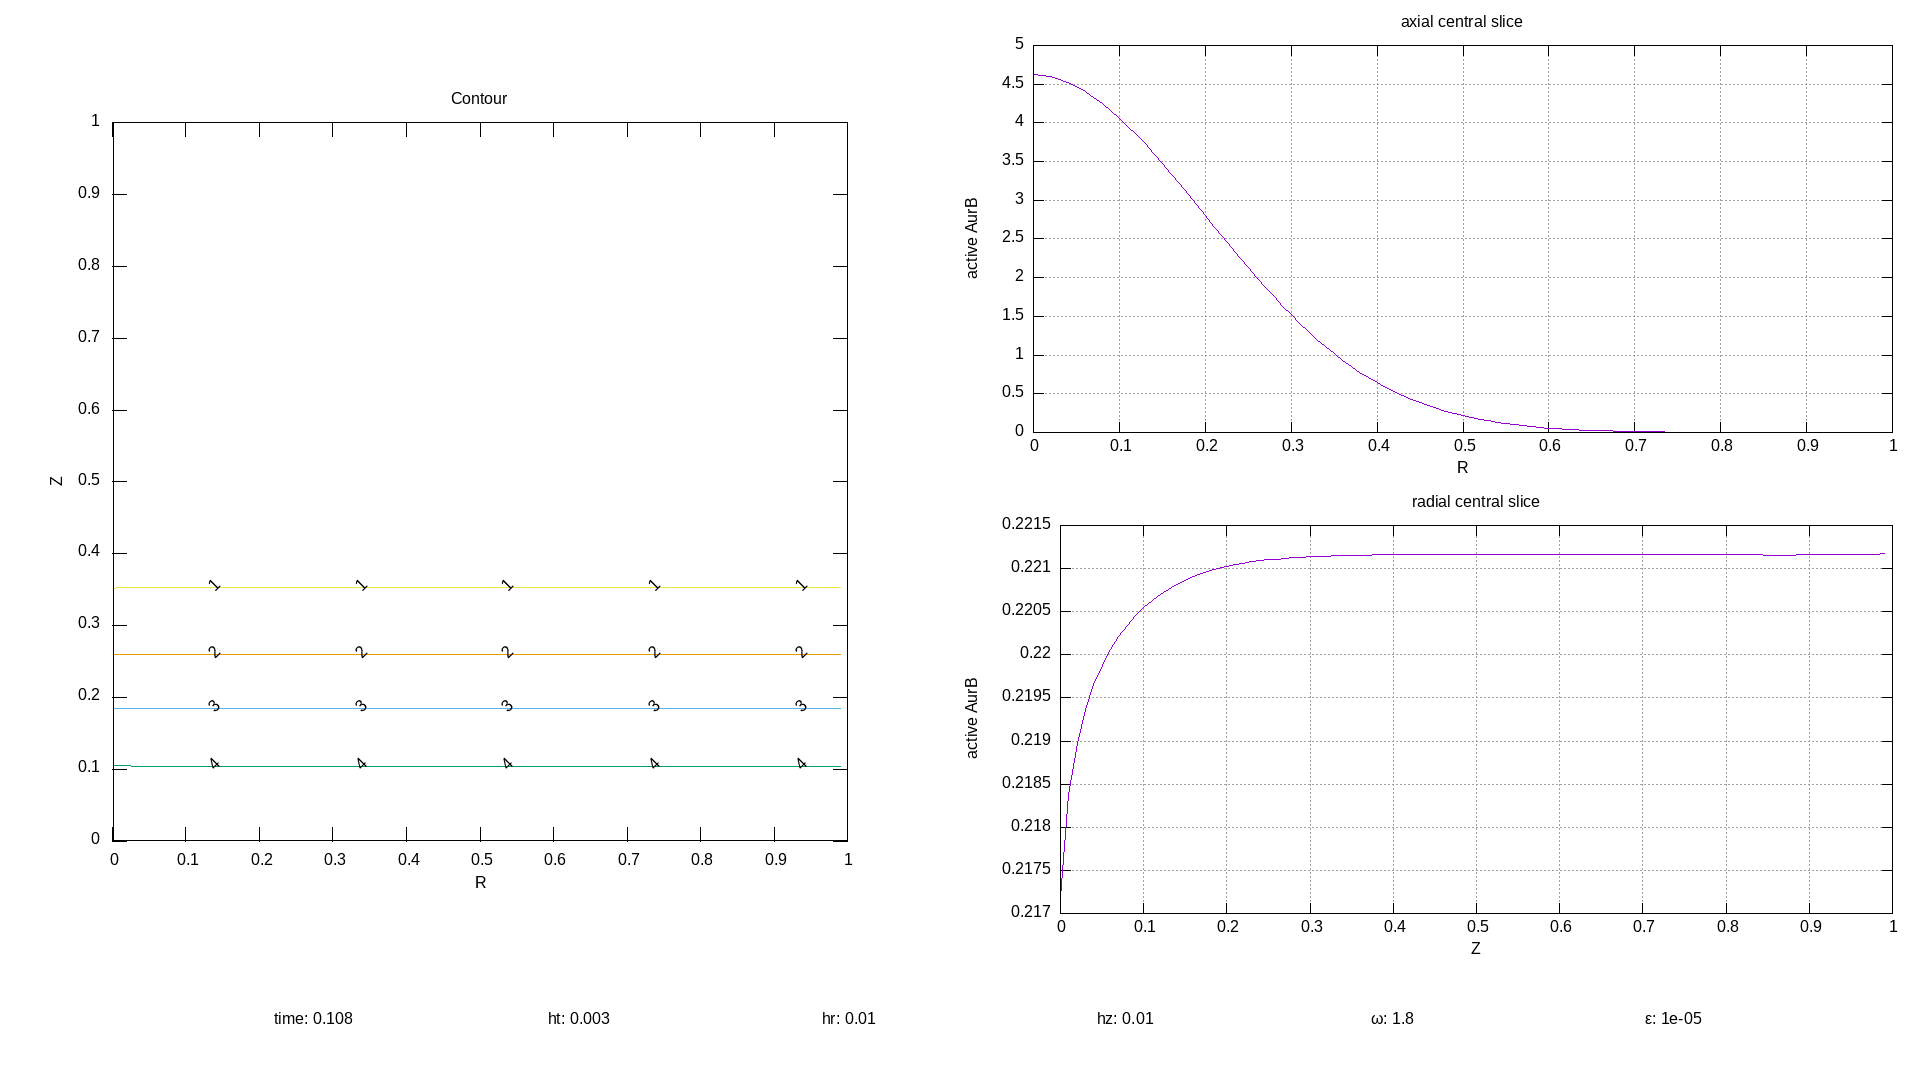 Contour
1
0.9
0.8
0.7
0.6
0.5
0.4
0.3
0.2
0.1
0
Z
1 1 1 1 1
2 2 2 2 2
3 3 3 3 3
4 4 4 4 4
0 0.1 0.2 0.3 0.4 0.5 0.6 0.7 0.8 0.9 1
R
axial central slice
5
4.5
4
3.5
3
2.5
2
1.5
1
0.5
0
active AurB
0 0.1 0.2 0.3 0.4 0.5 0.6 0.7 0.8 0.9 1
R
radial central slice
0.2215
0.221
0.2205
0.22
0.2195
0.219
0.2185
0.218
0.2175
0.217
active AurB
0 0.1 0.2 0.3 0.4 0.5 0.6 0.7 0.8 0.9 1
Z
time: 0.108 ht: 0.003 hr: 0.01 hz: 0.01 ω: 1.8 ε: 1e-05